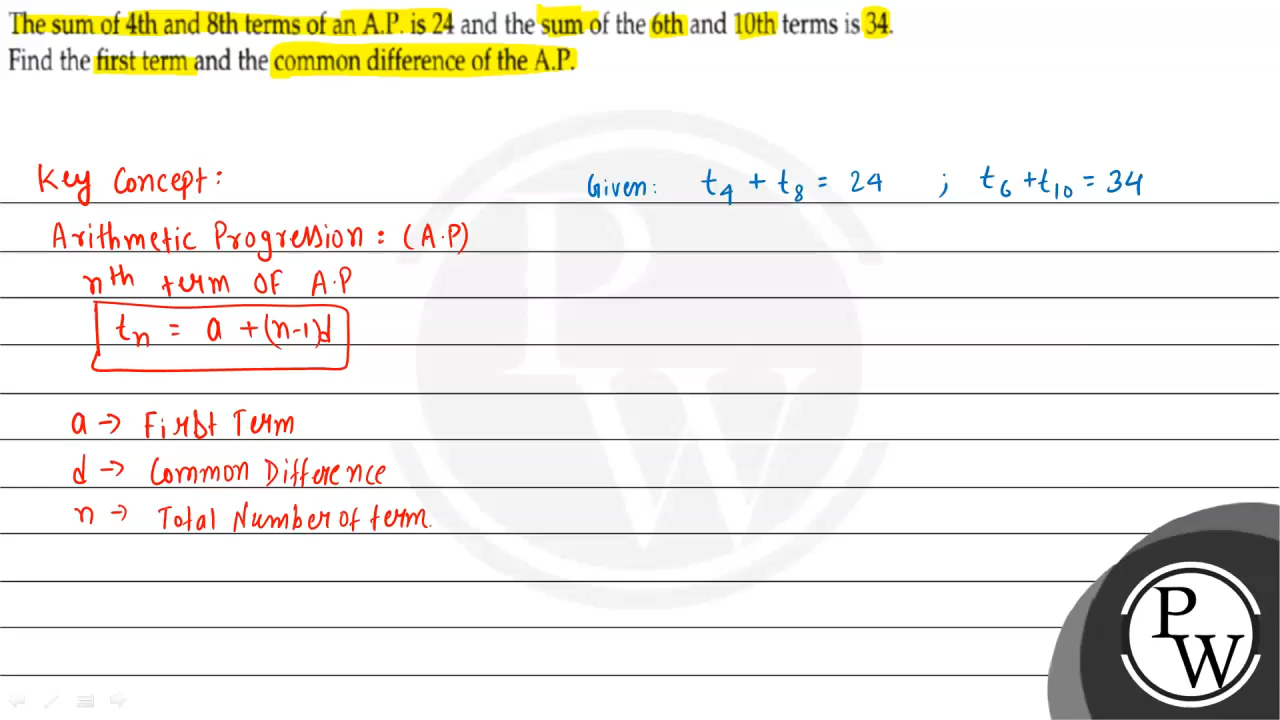 The sum of 4th and 8th terms of an A.P. is 24 and the sum of the 6th and 10th terms is 34.
Find the first term and the common difference of the A.P.
Key Concept:
Given: t₄ + t₈ = 24 ; t₆ + t₁₀ = 34
Arithmetic Progression: (A.P)
nᵗʰ term OF A.P
tₙ = a + (n-1)d
a → First Term
d → Common Difference
n → Total Number of term.
PW
PW